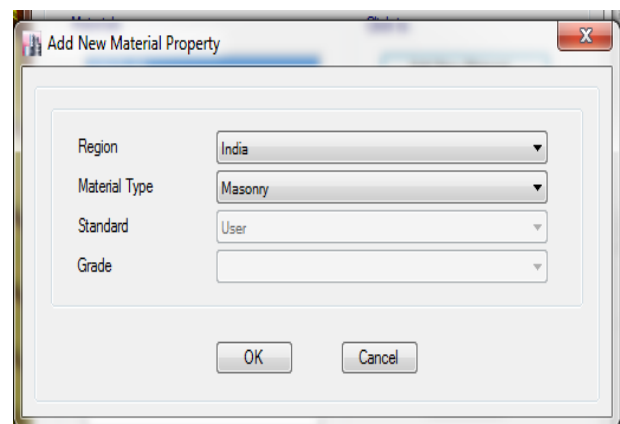 Add New Material Property
X
Region India
Material Type Masonry
Standard User
Grade
OK Cancel